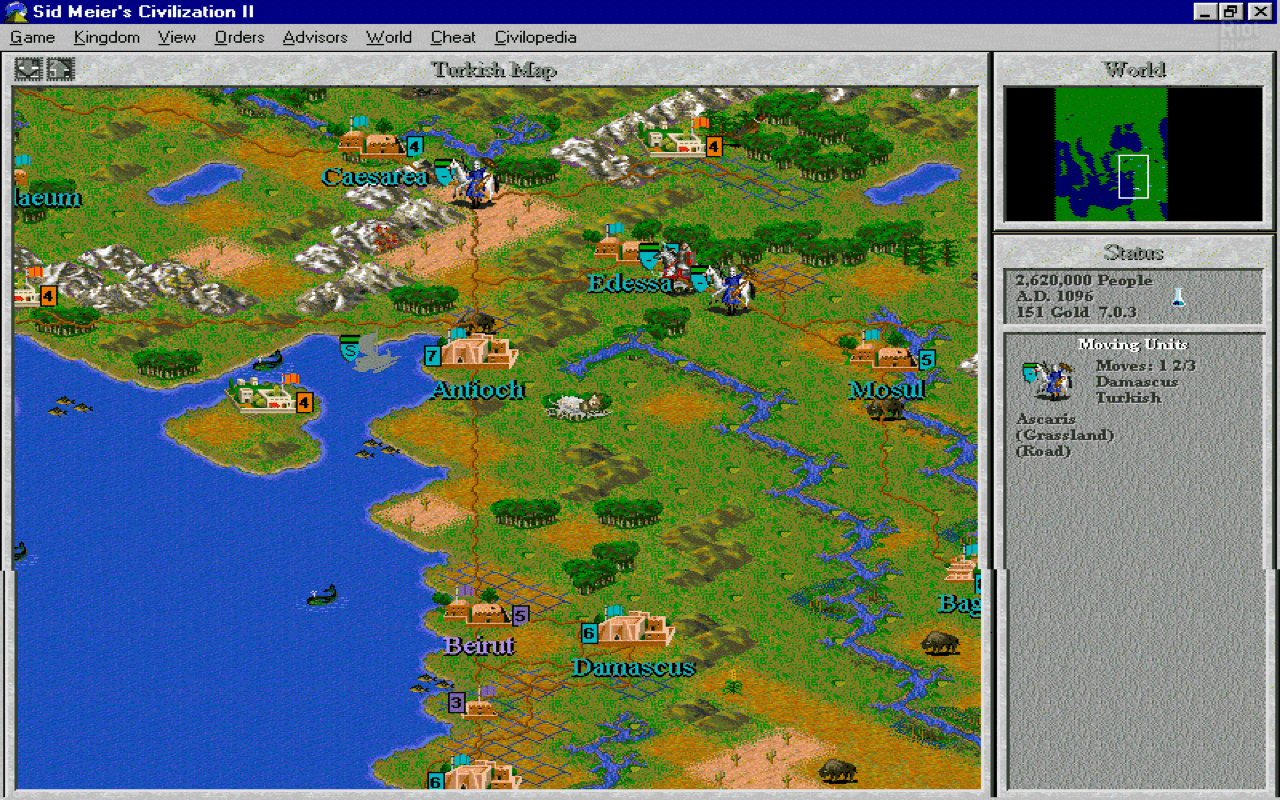 Sid Meier's Civilization II
Game Kingdom View Orders Advisors World Cheat Civilopedia
Turkish Map
World
4
4
Caesarea
laeum
Edessa
Status
2,620,000 People
A.D. 1096
151 Gold 7.0.3
4
Moving Units
S
7
5
Moves: 1 2/3
Antioch
Mosul
Damascus
Turkish
4
Ascaris
(Grassland)
(Road)
Bag
5
6
Beirut
Damascus
3
6